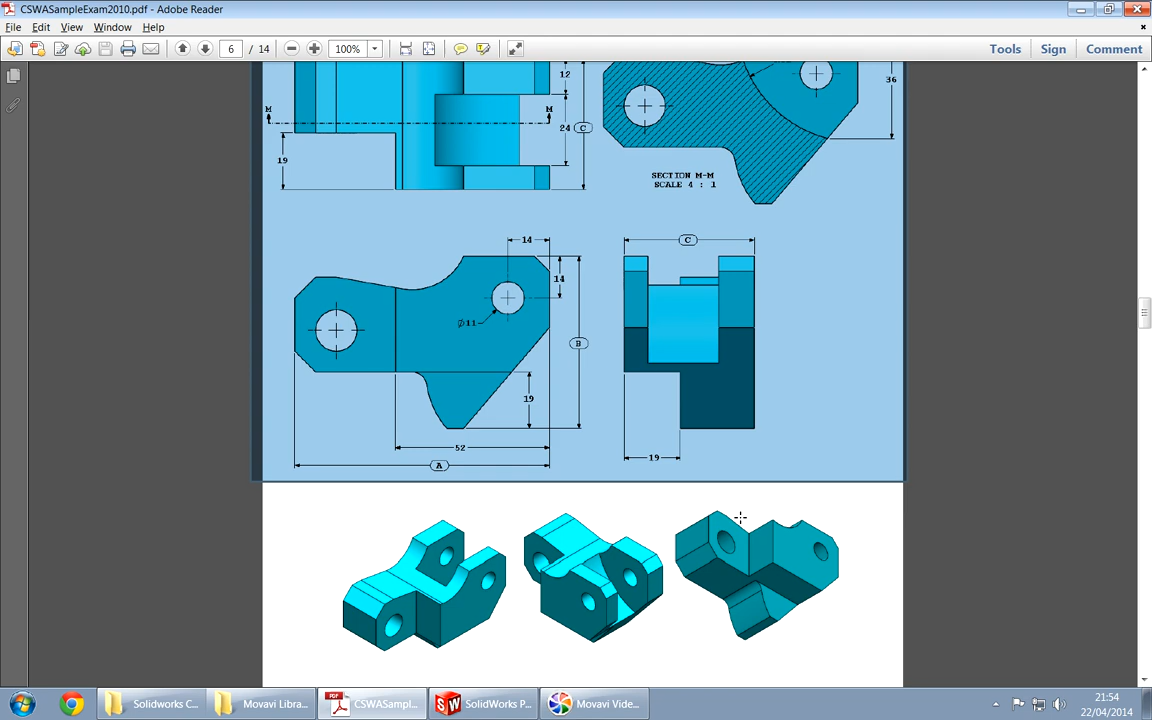 CSWASampleExam2010.pdf - Adobe Reader
File Edit View Window Help
6 / 14 100% Tools Sign Comment
12
36
M M
24 C
19
SECTION M-M
SCALE 4 : 1
14 C
14
Ø11
B
19
52
19
A
Solidworks C... Movavi Libra... CSWASampl... SolidWorks P... Movavi Vide...
21:54
22/04/2014